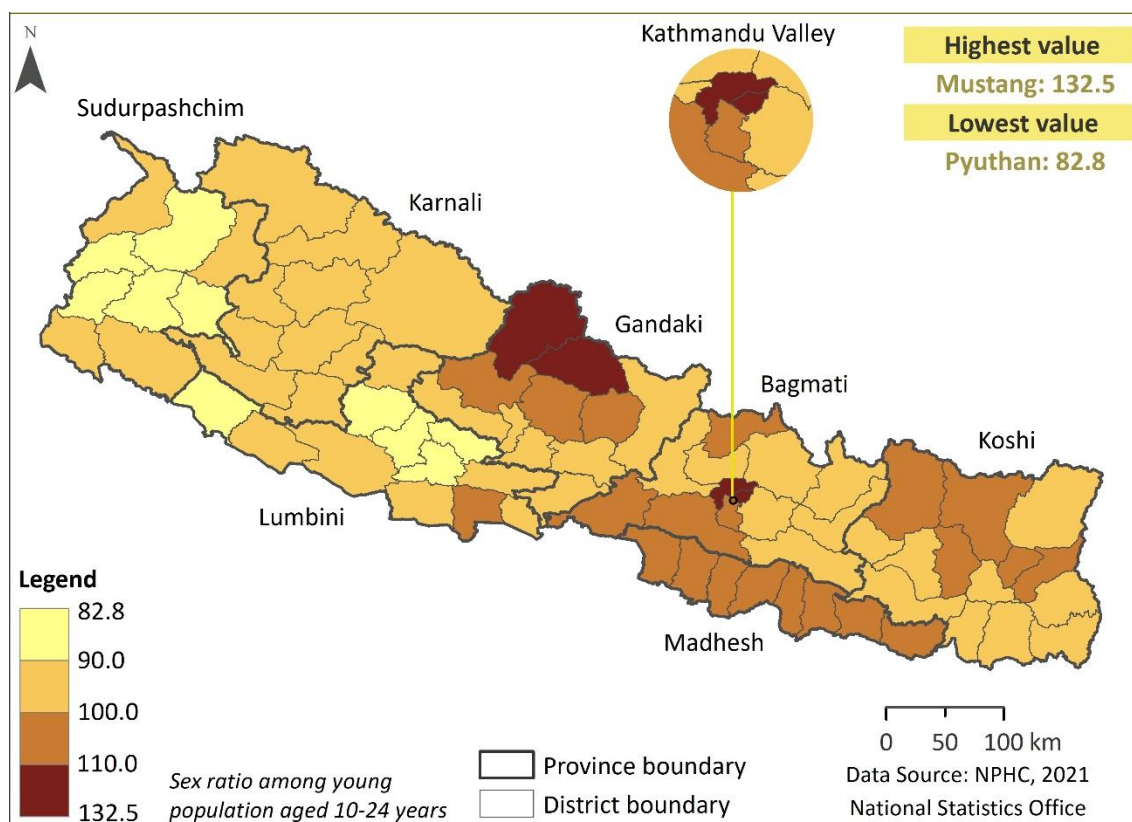 N
Kathmandu Valley
Highest value
Mustang: 132.5
Lowest value
Pyuthan: 82.8
Sudurpashchim
Karnali
Gandaki
Bagmati
Koshi
Lumbini
Madhesh
Legend
82.8
90.0
100.0
110.0
132.5
Sex ratio among young
population aged 10-24 years
Province boundary
District boundary
0 50 100 km
Data Source: NPHC, 2021
National Statistics Office